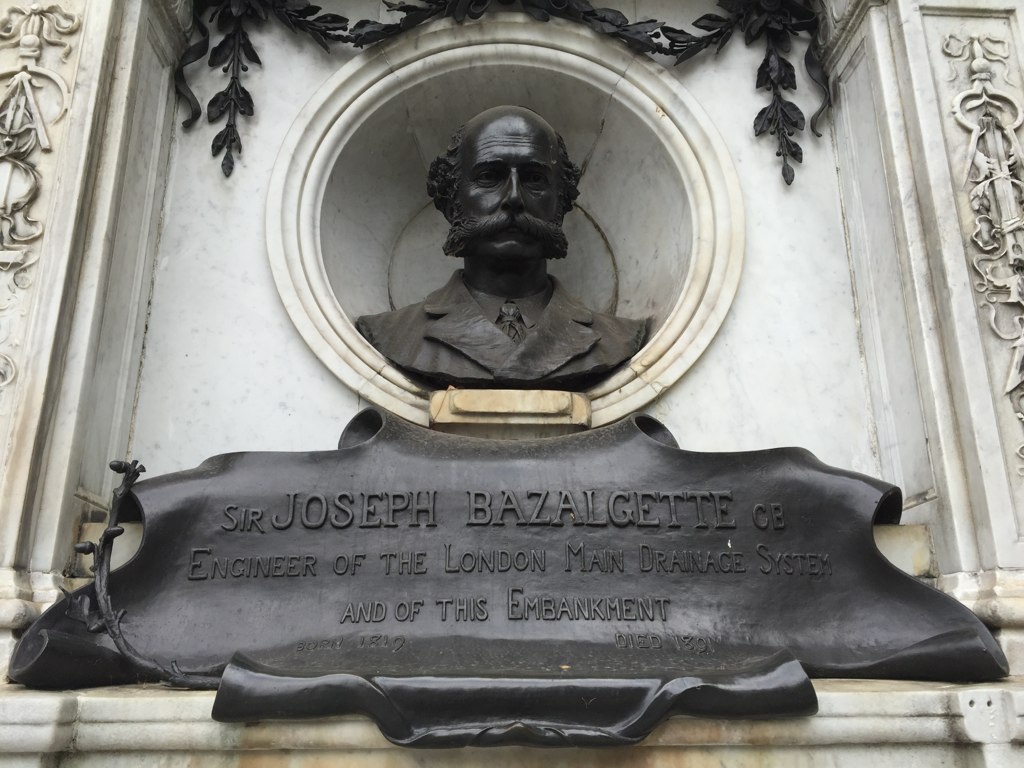 SIR JOSEPH BAZALGETTE CB
ENGINEER OF THE LONDON MAIN DRAINAGE SYSTEM
AND OF THIS EMBANKMENT
BORN 1819 DIED 1891